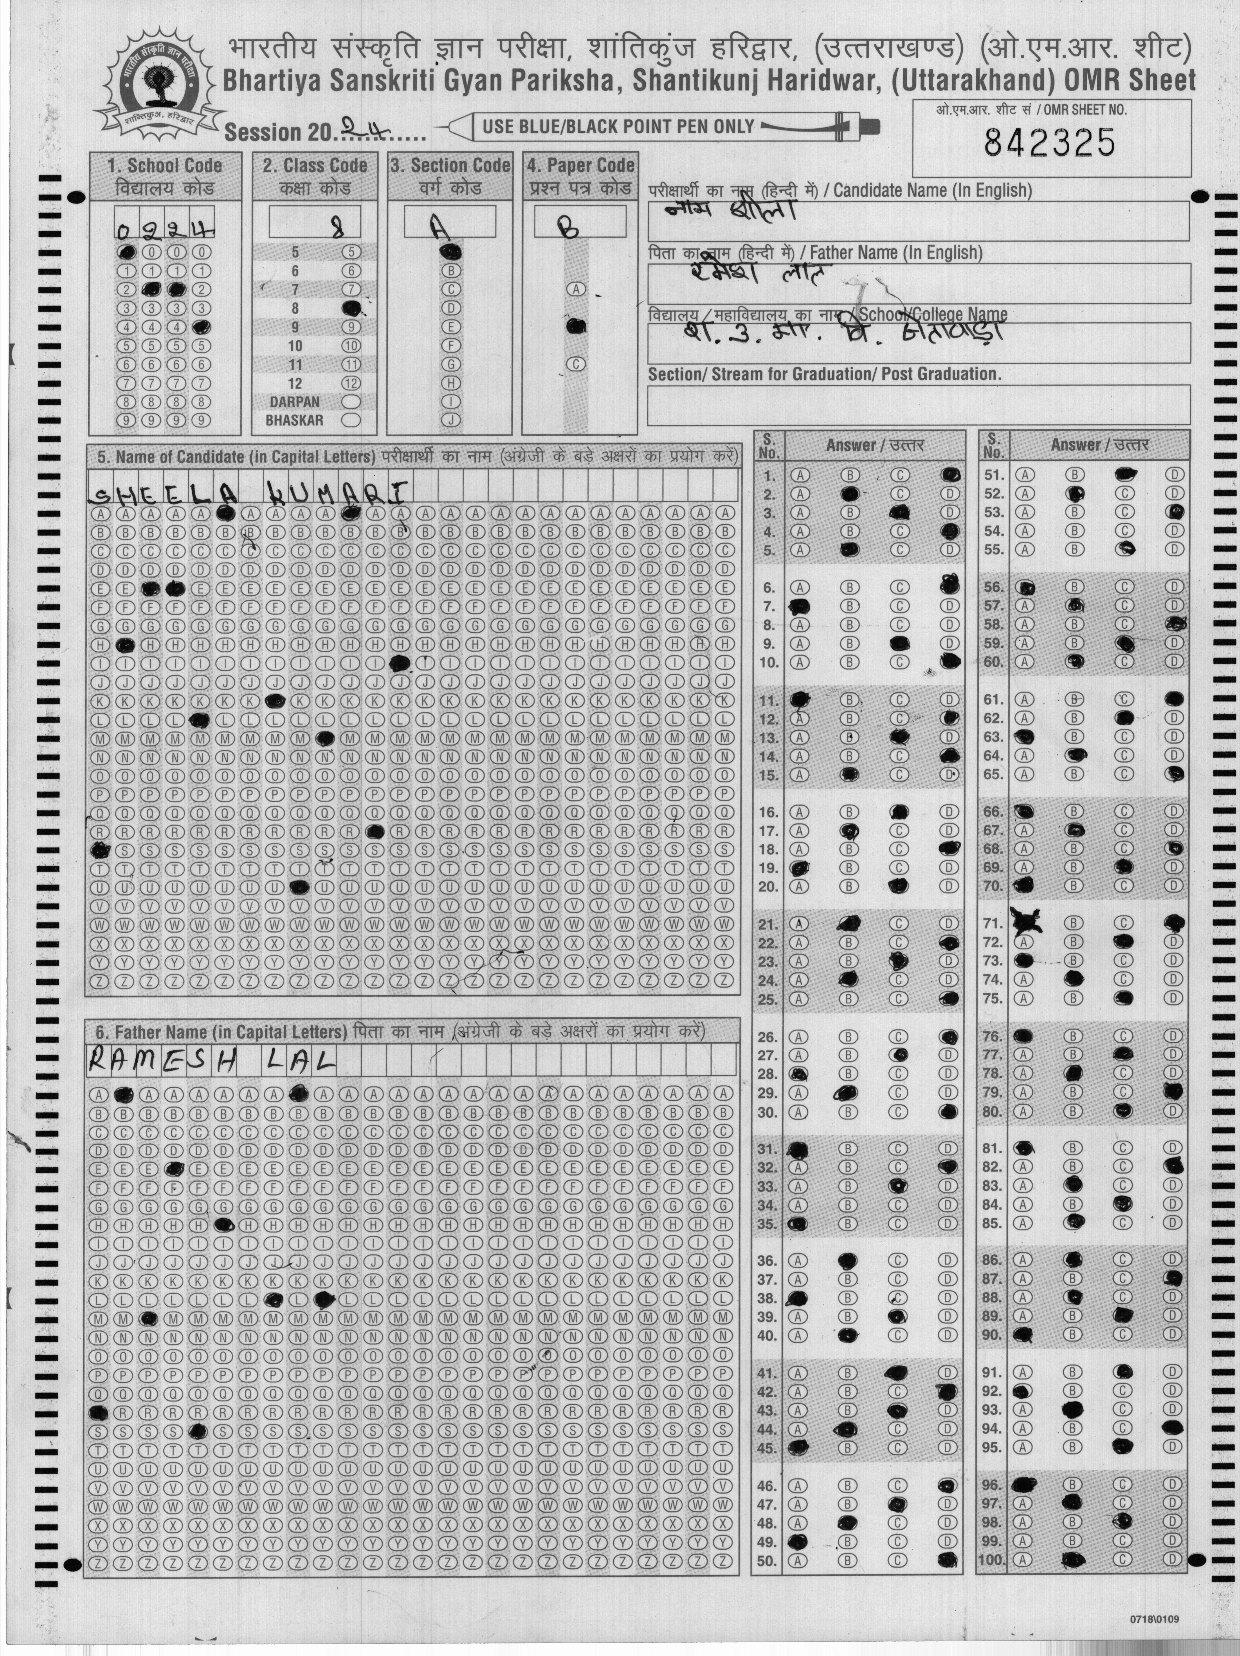 भारतीय संस्कृति ज्ञान परीक्षा, शांतिकुंज हरिद्वार, (उत्तराखण्ड) (ओ.एम.आर. शीट)
Bhartiya Sanskriti Gyan Pariksha, Shantikunj Haridwar, (Uttarakhand) OMR Sheet
Session 2024
USE BLUE/BLACK POINT PEN ONLY
ओ.एम.आर. शीट सं / OMR SHEET NO.
842325
1. School Code
विद्यालय कोड
0224
2. Class Code
कक्षा कोड
8
5
6
7
8
9
10
11
12
DARPAN
BHASKAR
3. Section Code
वर्ग कोड
A
4. Paper Code
प्रश्न पत्र कोड
B
परीक्षार्थी का नाम (हिन्दी में) / Candidate Name (In English)
नाम शीला
पिता का नाम (हिन्दी में) / Father Name (In English)
रमेश लाल
विद्यालय / महाविद्यालय का नाम / School/College Name
रा. उ. मा. वि.
Section/ Stream for Graduation/ Post Graduation.
5. Name of Candidate (in Capital Letters) परीक्षार्थी का नाम (अंग्रेजी के बड़े अक्षरों का प्रयोग करें)
SHEELA KUMARI
6. Father Name (in Capital Letters) पिता का नाम (अंग्रेजी के बड़े अक्षरों का प्रयोग करें)
RAMESH LAL
S. No. Answer / उत्तर
S. No. Answer / उत्तर
0718\0109